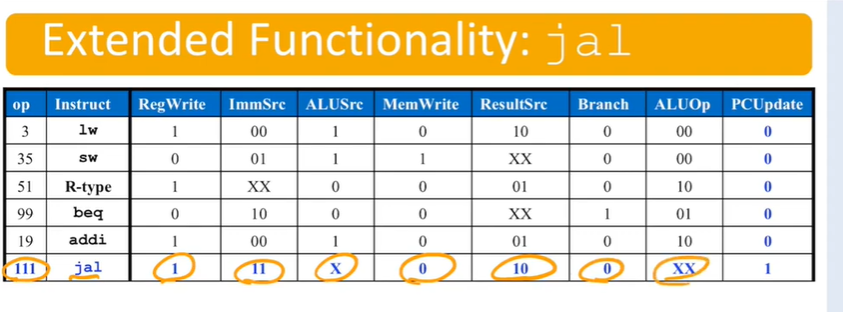 Extended Functionality: jal
op Instruct RegWrite ImmSrc ALUSrc MemWrite ResultSrc Branch ALUOp PCUpdate
3 lw 1 00 1 0 10 0 00 0
35 sw 0 01 1 1 XX 0 00 0
51 R-type 1 XX 0 0 01 0 10 0
99 beq 0 10 0 0 XX 1 01 0
19 addi 1 00 1 0 01 0 10 0
111 jal 1 11 X 0 10 0 XX 1